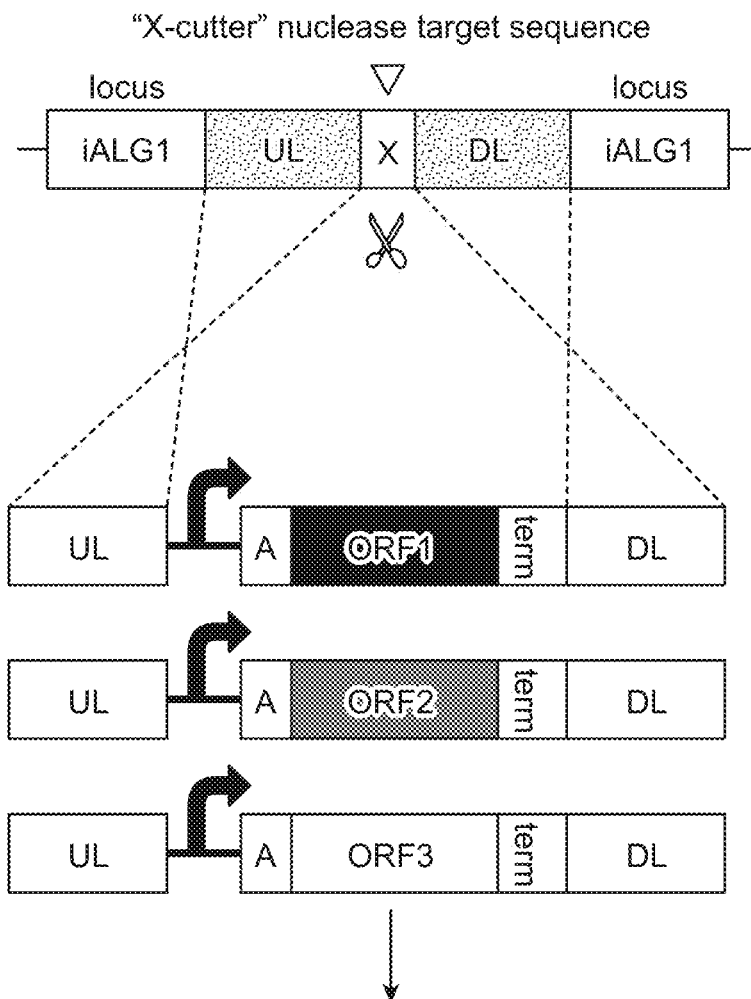 “X-cutter” nuclease target sequence
locus locus
iALG1 UL X DL iALG1
UL A ORF1 term DL
UL A ORF2 term DL
UL A ORF3 term DL